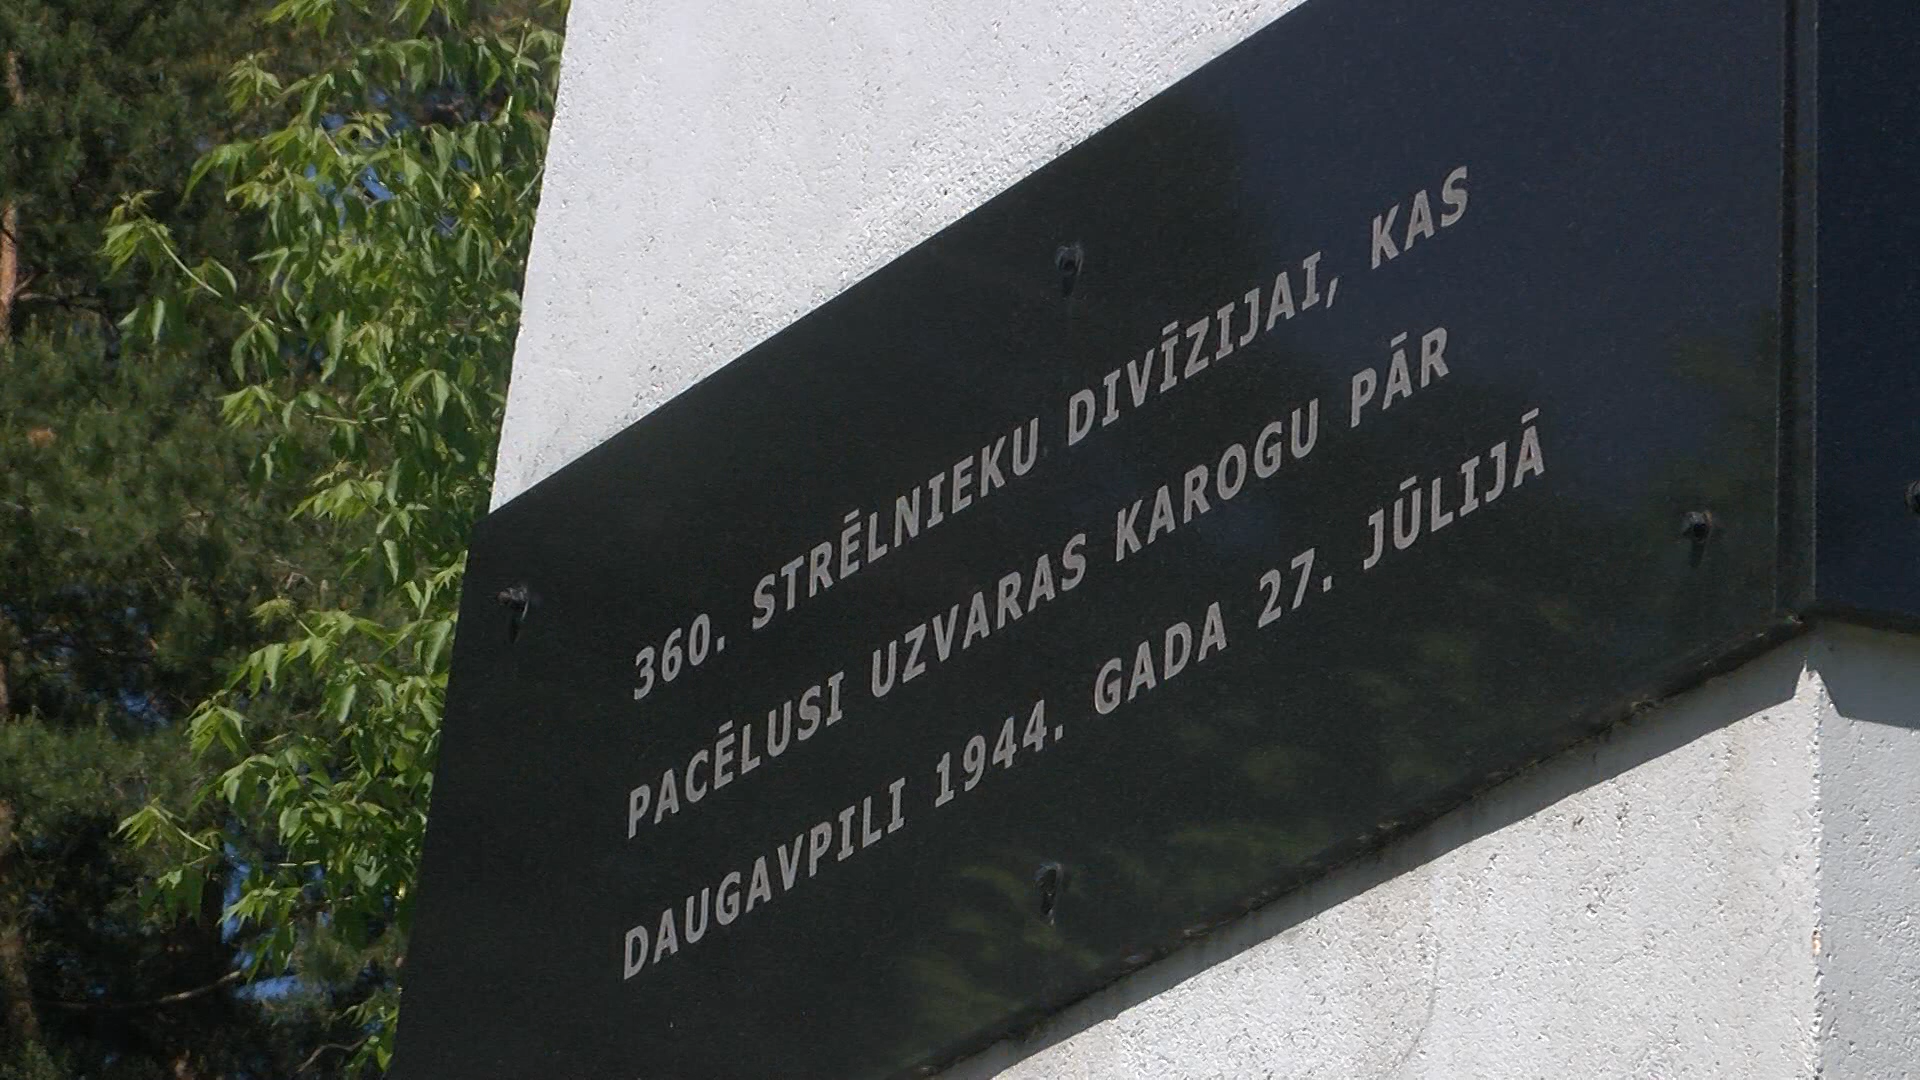 360. STRĒLNIEKU DIVĪZIJAI, KAS
PACĒLUSI UZVARAS KAROGU PĀR
DAUGAVPILI 1944. GADA 27. JŪLIJĀ